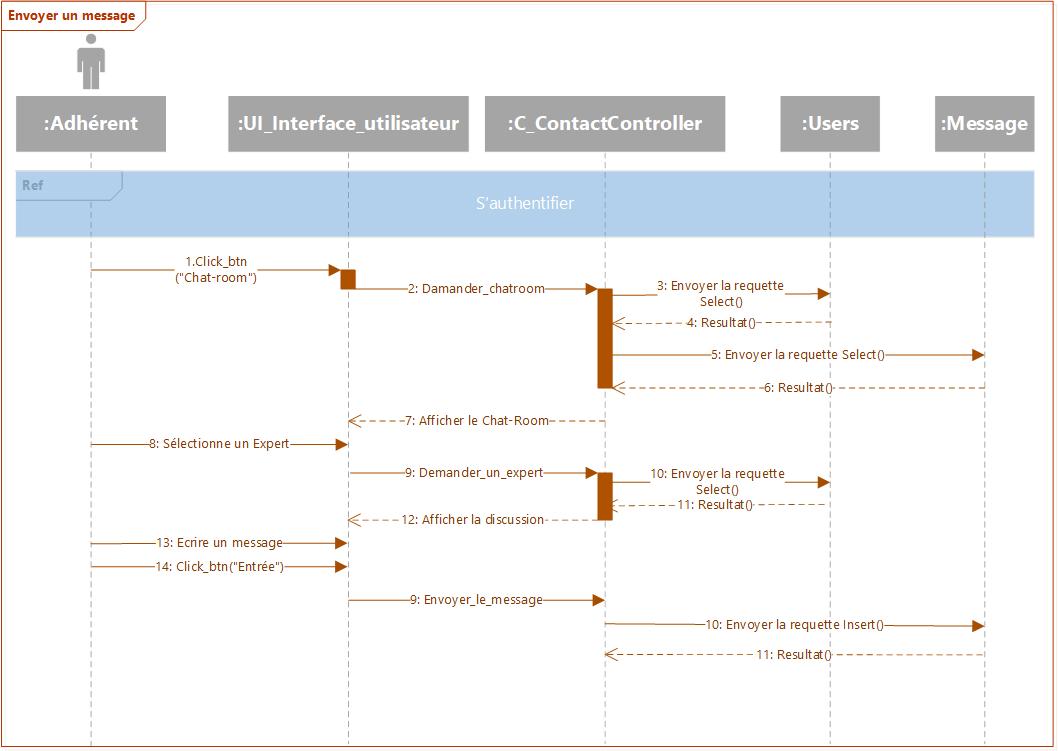 Envoyer un message
:Adhérent
:UI_Interface_utilisateur
:C_ContactController
:Users
:Message
Ref
S'authentifier
1.Click_btn
("Chat-room")
2: Damander_chatroom
3: Envoyer la requette
Select()
4: Resultat()
5: Envoyer la requette Select()
6: Resultat()
7: Afficher le Chat-Room
8: Sélectionne un Expert
9: Demander_un_expert
10: Envoyer la requette
Select()
11: Resultat()
12: Afficher la discussion
13: Ecrire un message
14: Click_btn("Entrée")
9: Envoyer_le_message
10: Envoyer la requette Insert()
11: Resultat()